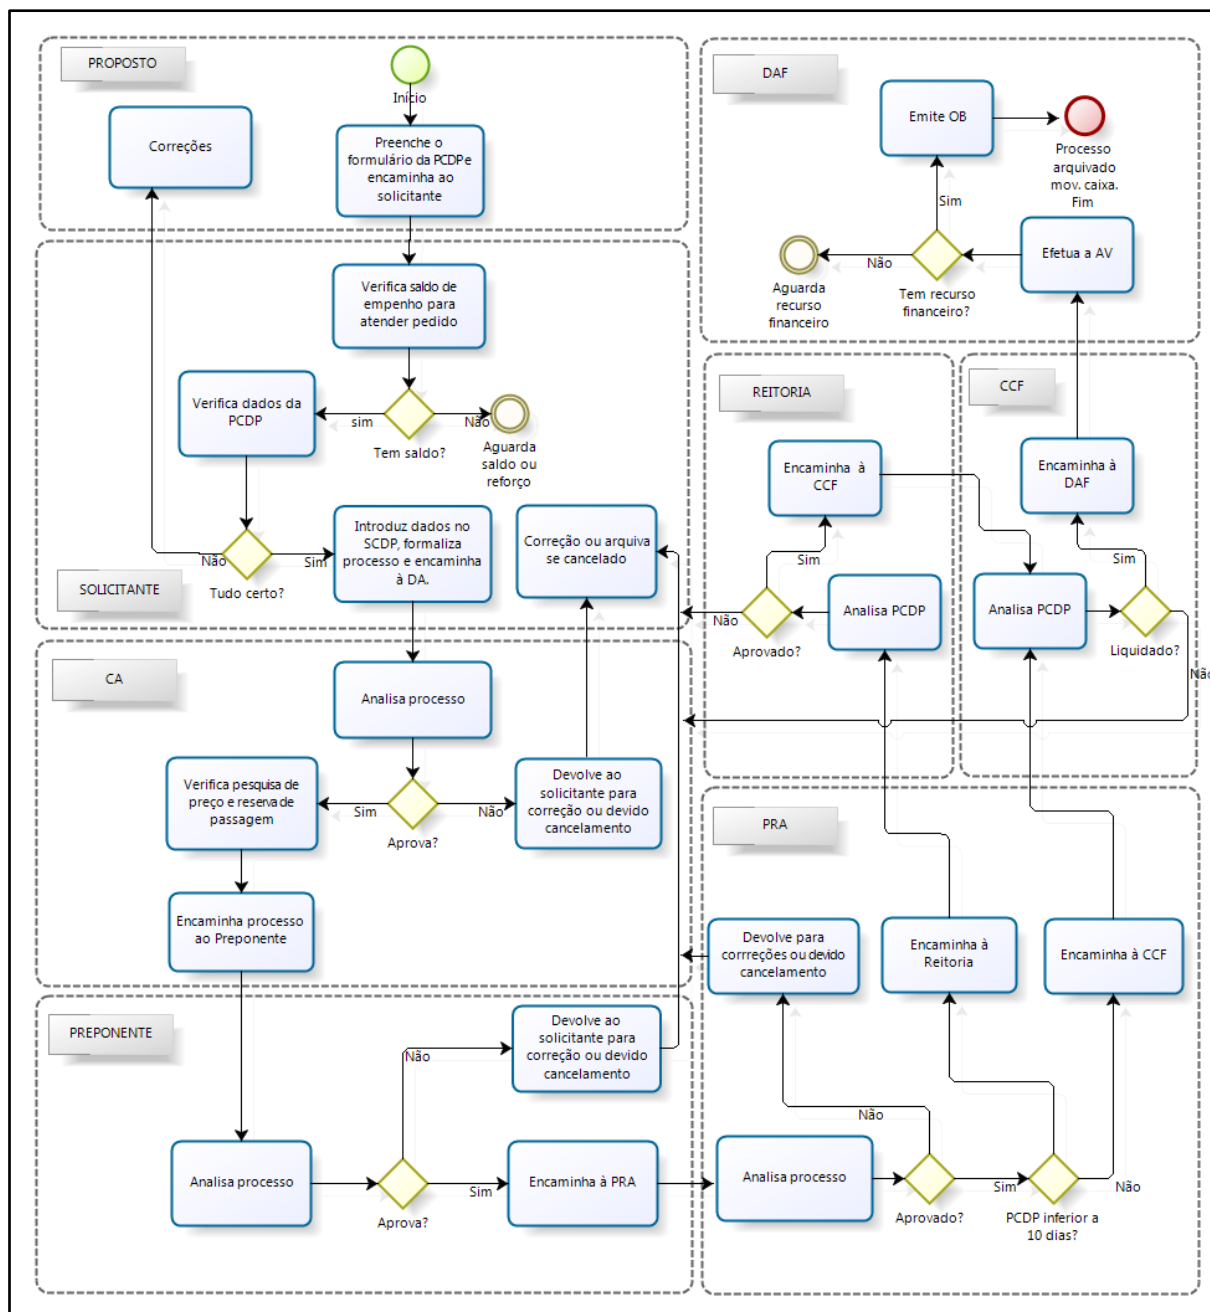 PROPOSTO
Início
Correções
Preenche o
formulário da PCDP e
encaminha ao
solicitante
Verifica saldo de
empenho para
atender pedido
Verifica dados da
PCDP
sim
Não
Tem saldo?
Aguarda
saldo ou
reforço
Introduz dados no
SCDP, formaliza
processo e encaminha
à DA.
Correção ou arquiva
se cancelado
Não
Sim
Tudo certo?
SOLICITANTE
CA
Analisa processo
Verifica pesquisa de
preço e reserva de
passagem
Sim
Não
Aprova?
Devolve ao solicitante
para correção ou devido
cancelamento
Encaminha processo
ao Preponente
PREPONENTE
Devolve ao
solicitante para
correção ou devido
cancelamento
Não
Analisa processo
Sim
Aprova?
Encaminha à PRA
DAF
Emite OB
Processo
arquivado
mov. caixa.
Fim
Sim
Não
Efetua a AV
Aguarda
recurso
financeiro
Tem recurso
financeiro?
REITORIA
Encaminha à
CCF
Sim
Analisa PCDP
Não
Aprovado?
CCF
Encaminha à
DAF
Sim
Analisa PCDP
Liquidado?
Não
PRA
Devolve para
corrreções ou devido
cancelamento
Encaminha à
Reitoria
Encaminha à CCF
Não
Analisa processo
Sim
Não
Aprovado?
PCDP inferior a
10 dias?